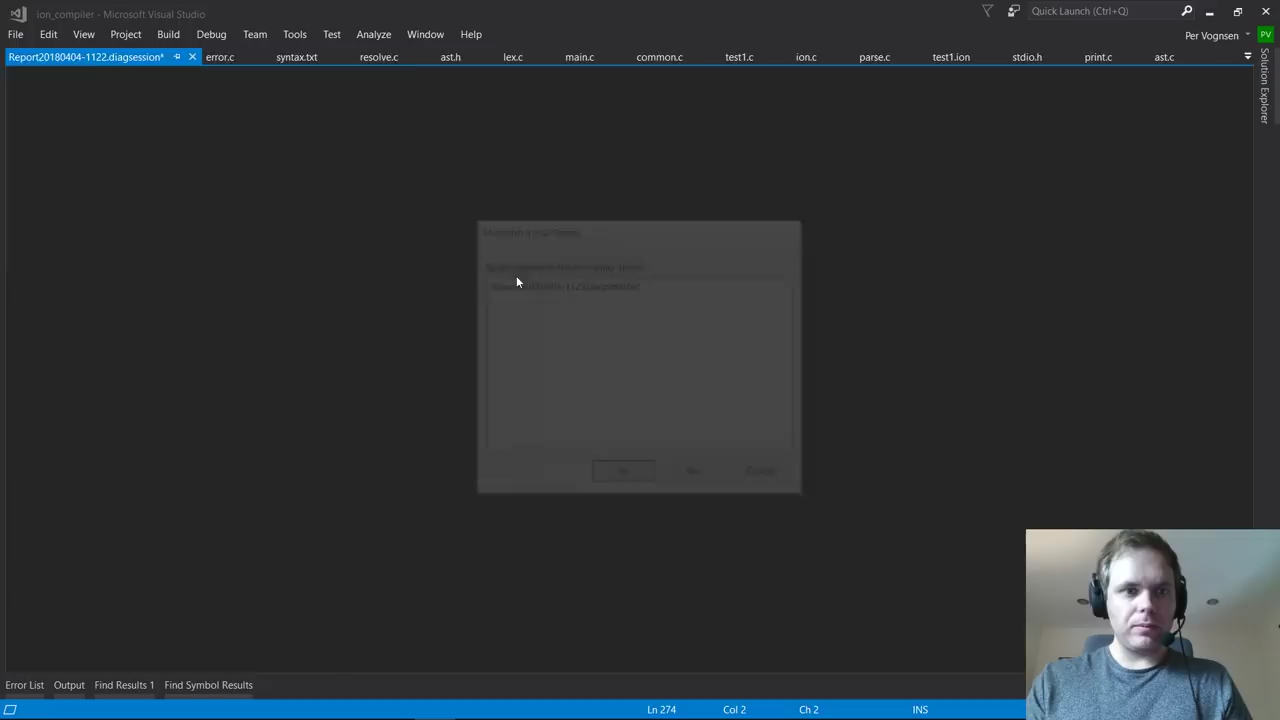 ion_compiler - Microsoft Visual Studio
Quick Launch (Ctrl+Q)
File Edit View Project Build Debug Team Tools Test Analyze Window Help
Per Vognsen
PV
Report20180404-1122.diagsession* error.c syntax.txt resolve.c ast.h lex.c main.c common.c test1.c ion.c parse.c test1.ion stdio.h print.c ast.c
Solution Explorer
Error List Output Find Results 1 Find Symbol Results
Ln 274 Col 2 Ch 2 INS